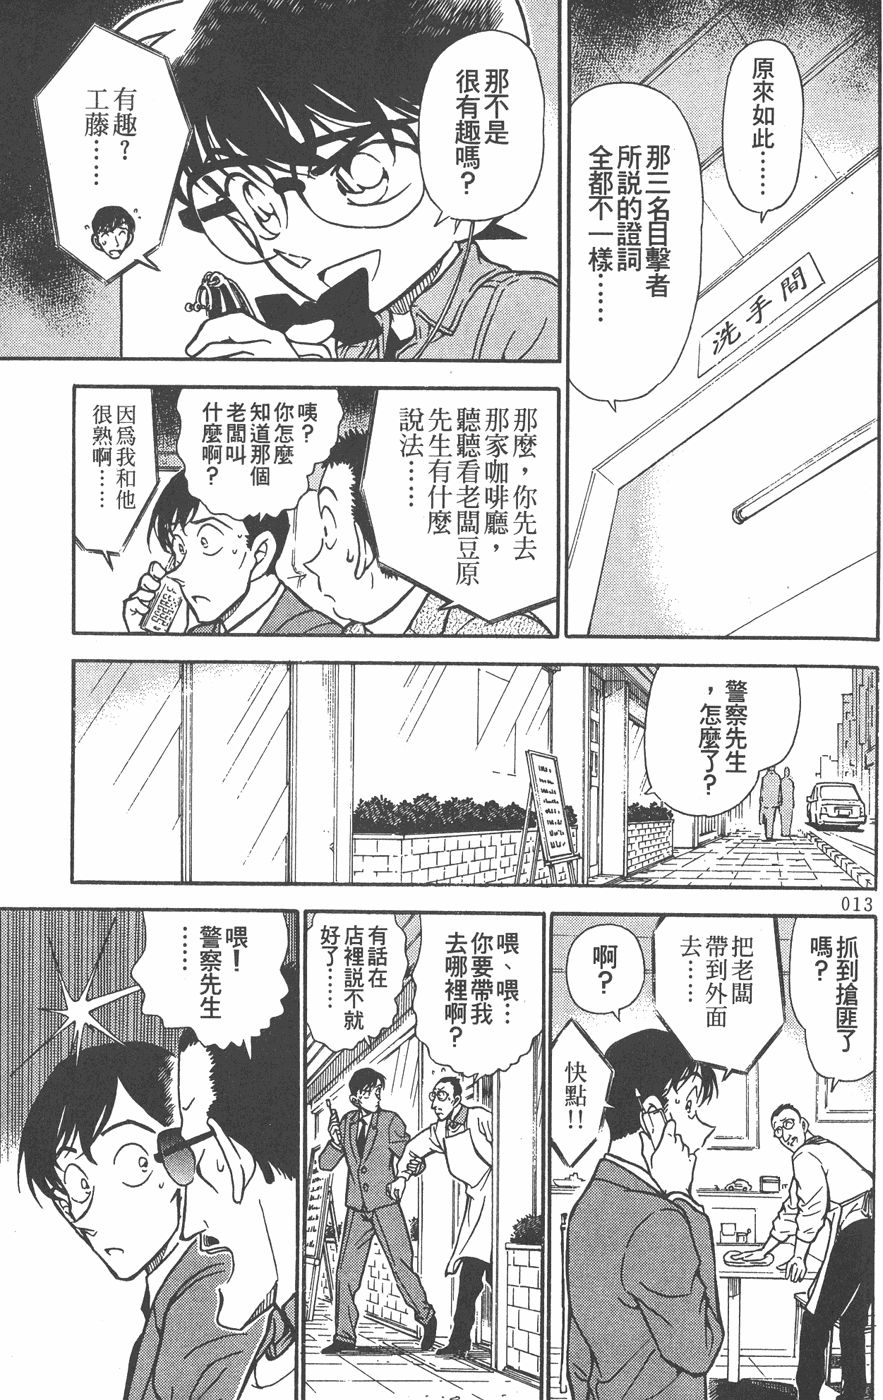 原來如此……
那三名目擊者
所說的證詞
全都不一樣……
洗手間
那不是
很有趣嗎？
有趣？
工藤……
那麼，你先去
那家咖啡廳，
聽聽看老闆豆原
先生有什麼
說法……
咦？
你怎麼
知道那個
老闆叫
什麼啊？
因為我和他
很熟啊……
警察先生
，怎麼了？
013
抓到搶匪了
嗎？
把老闆
帶到外面
去……
啊？
快點!!
喂、喂…
你要帶我
去哪裡啊？
有話在
店裡說不就
好了……
喂！
警察先生
……